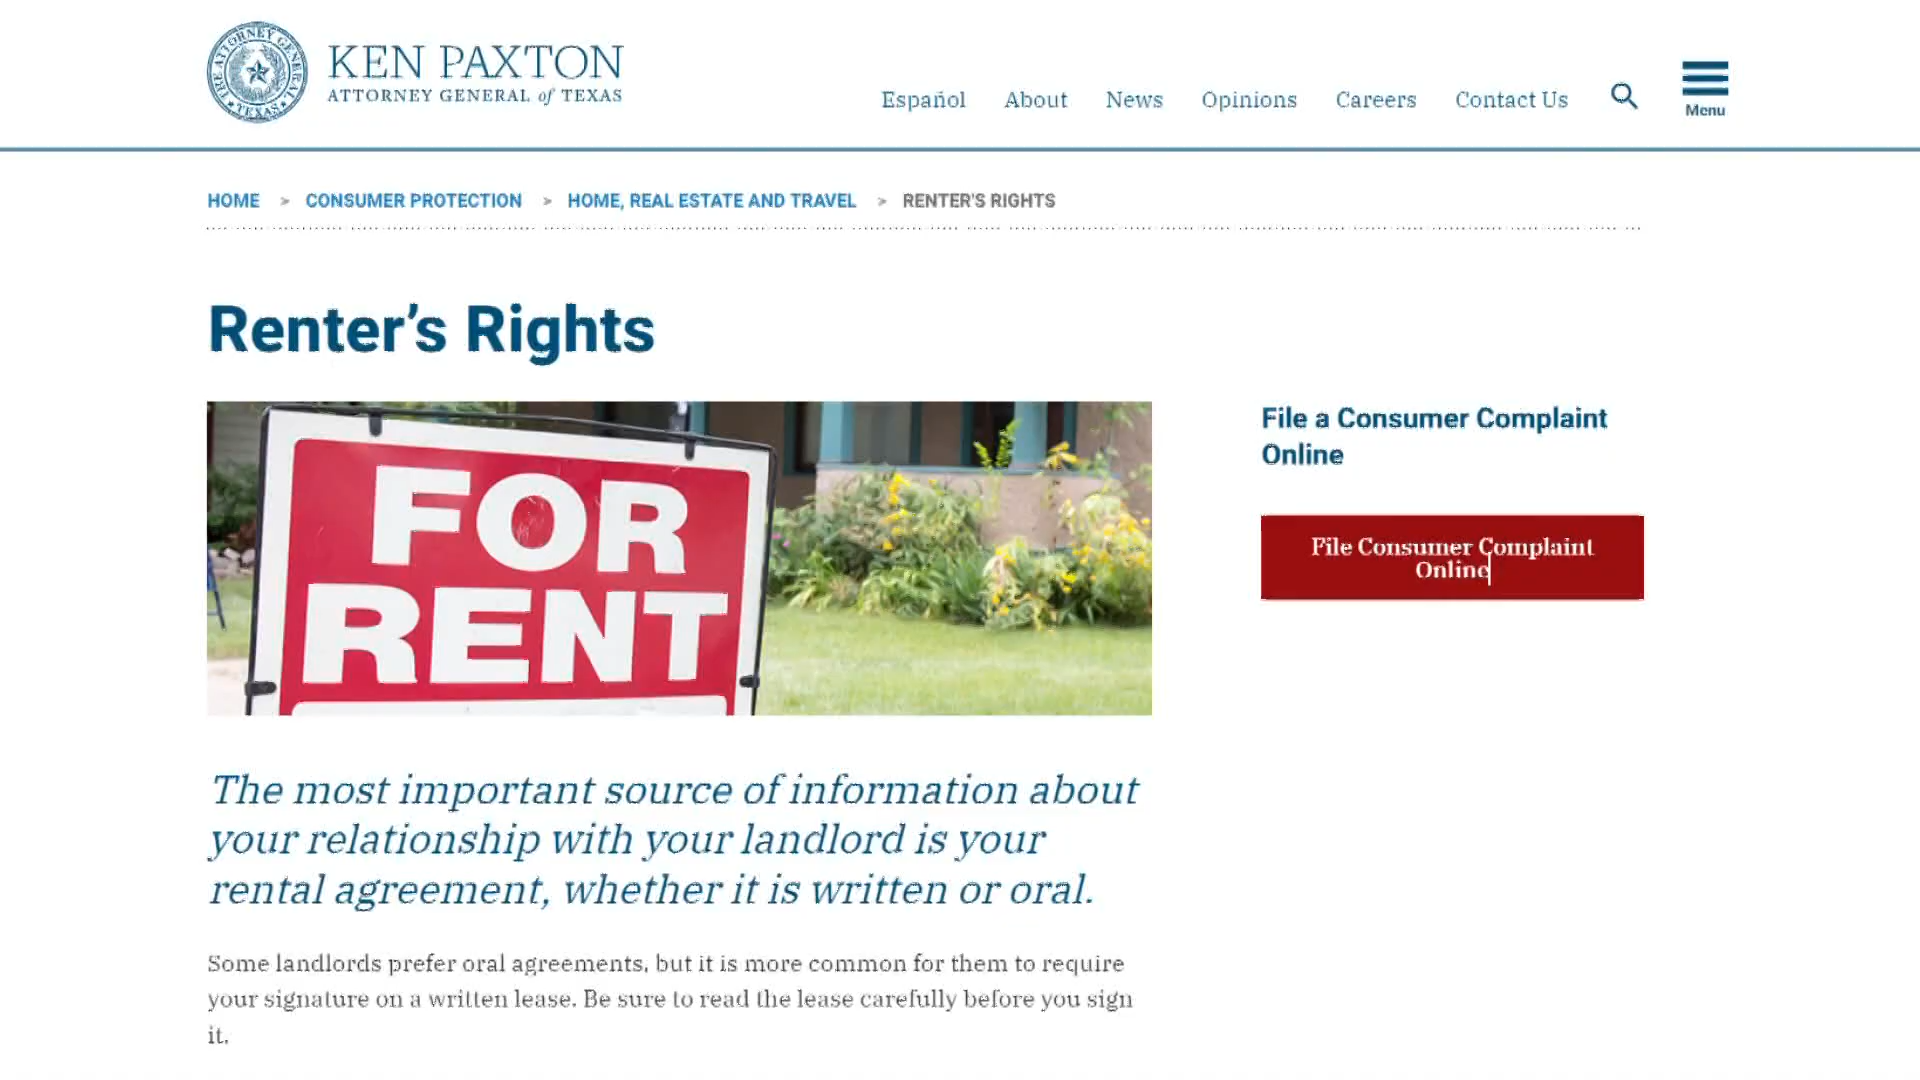 KEN PAXTON
ATTORNEY GENERAL of TEXAS
THE ATTORNEY GENERAL
TEXAS
Español About News Opinions Careers Contact Us
Menu
HOME > CONSUMER PROTECTION > HOME, REAL ESTATE AND TRAVEL > RENTER'S RIGHTS
Renter’s Rights
FOR
RENT
File a Consumer Complaint
Online
File Consumer Complaint
Online
The most important source of information about
your relationship with your landlord is your
rental agreement, whether it is written or oral.
Some landlords prefer oral agreements, but it is more common for them to require
your signature on a written lease. Be sure to read the lease carefully before you sign
it.